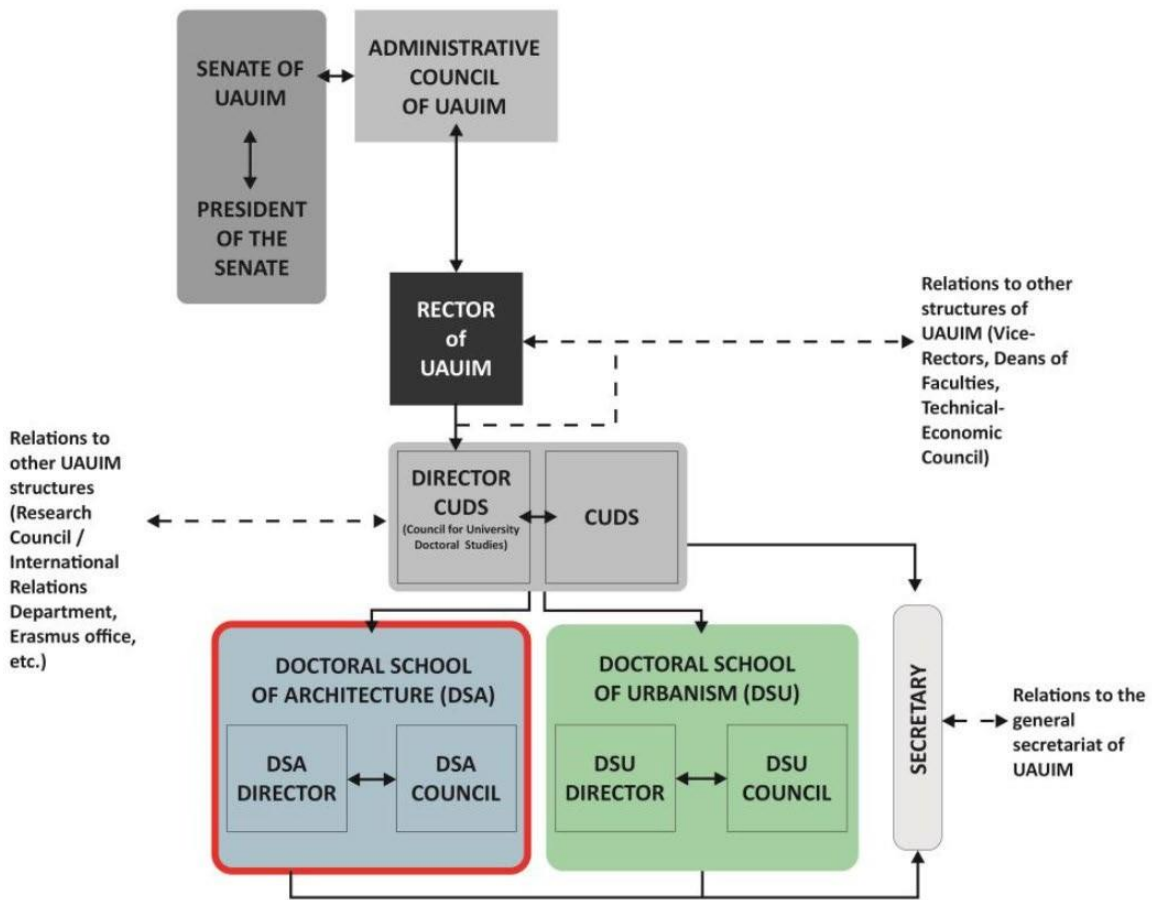 SENATE OF
UAUIM
PRESIDENT
OF THE
SENATE
ADMINISTRATIVE
COUNCIL
OF UAUIM
RECTOR
of
UAUIM
Relations to other
structures of
UAUIM (Vice-
Rectors, Deans of
Faculties,
Technical-
Economic
Council)
Relations to
other UAUIM
structures
(Research
Council /
International
Relations
Department,
Erasmus office,
etc.)
DIRECTOR
CUDS
(Council for University
Doctoral Studies)
CUDS
DOCTORAL SCHOOL
OF ARCHITECTURE (DSA)
DSA
DIRECTOR
DSA
COUNCIL
DOCTORAL SCHOOL
OF URBANISM (DSU)
DSU
DIRECTOR
DSU
COUNCIL
SECRETARY
Relations to the
general
secretariat of
UAUIM